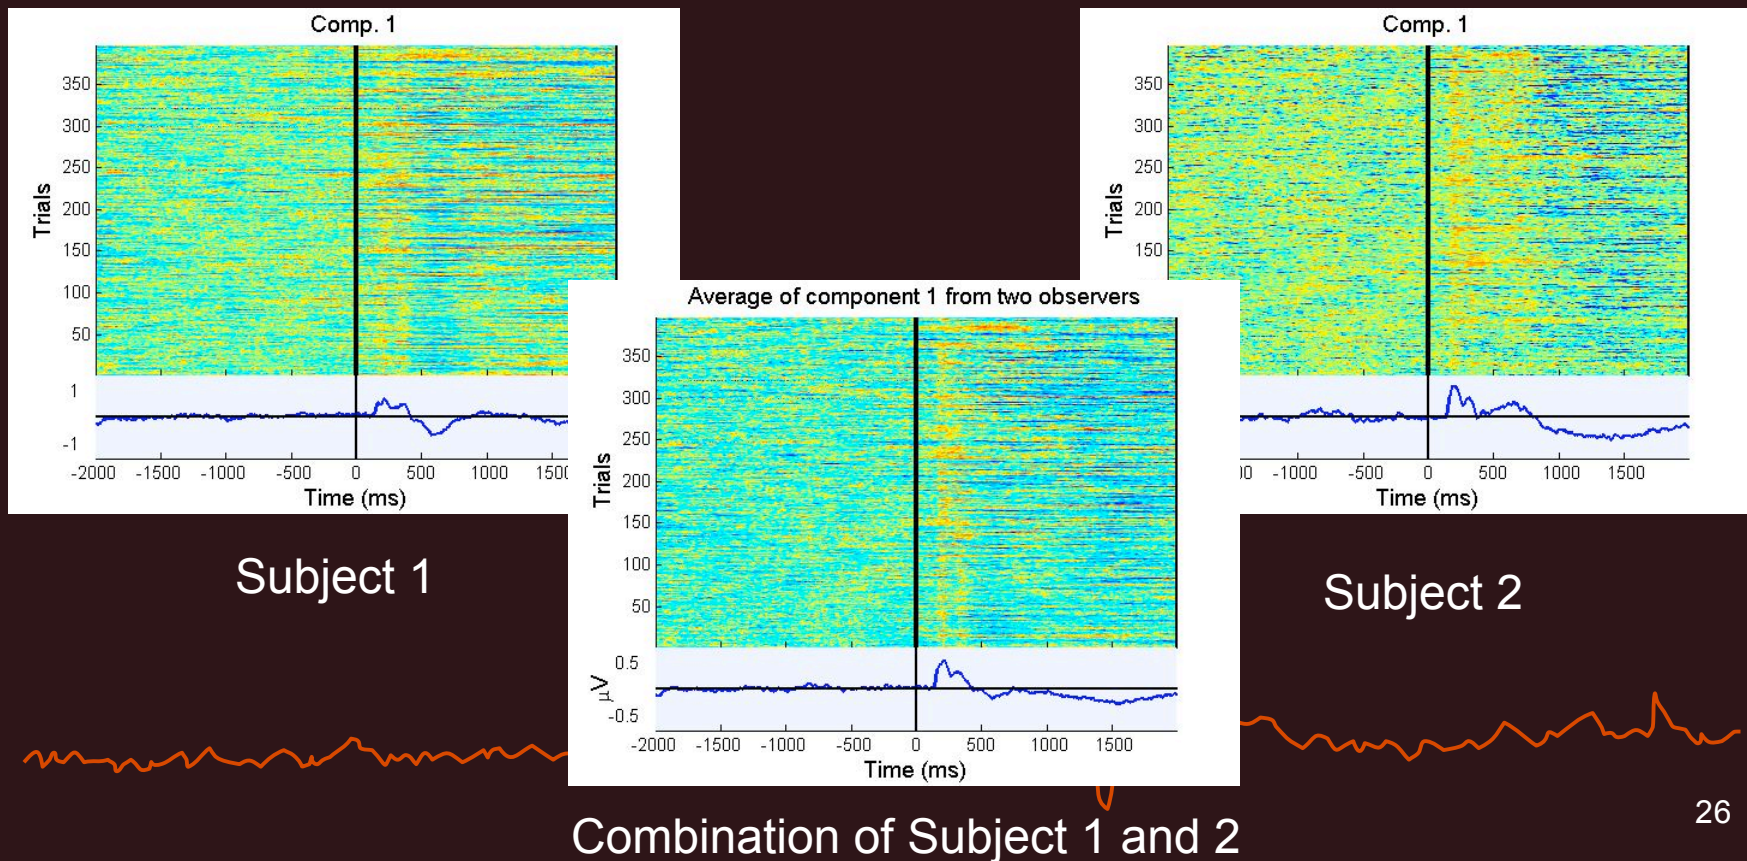 Comp. 1
350
300
250
200
150
100
50
Trials
1
-1
-2000 -1500 -1000 -500 0 500 1000
Time (ms)
Subject 1
Average of component 1 from two observers
350
300
250
200
150
100
50
Trials
0.5
µV
-0.5
-2000 -1500 -1000 -500 0 500 1000 1500
Time (ms)
Combination of Subject 1 and 2
Comp. 1
350
300
250
200
150
Trials
-1000 -500 0 500 1000 1500
Time (ms)
Subject 2
26